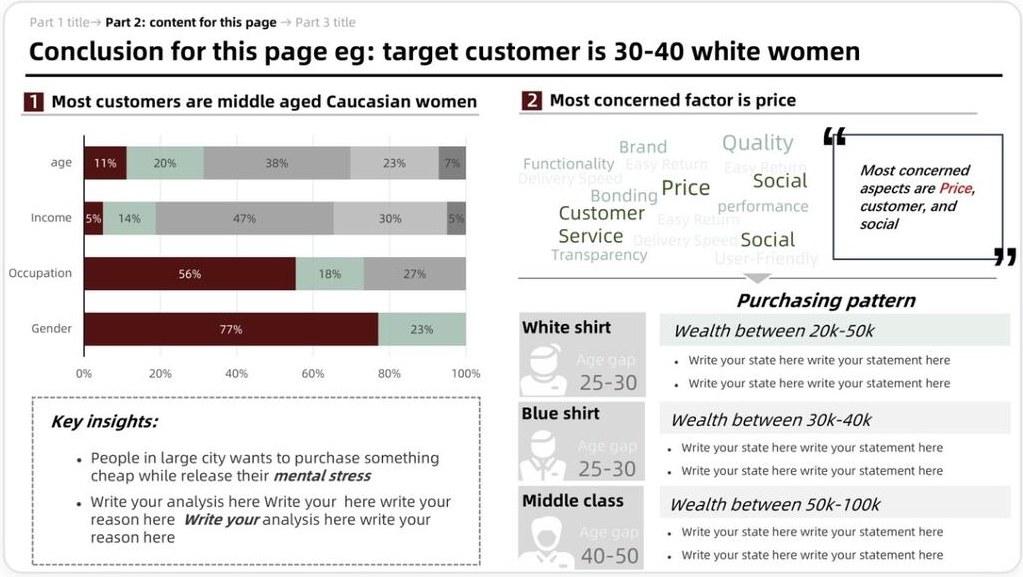 Part 1 title→ Part 2: content for this page → Part 3 title
Conclusion for this page eg: target customer is 30-40 white women
1 Most customers are middle aged Caucasian women
age 11% 20% 38% 23% 7%
Income 5% 14% 47% 30% 5%
Occupation 56% 18% 27%
Gender 77% 23%
0% 20% 40% 60% 80% 100%
Key insights:
• People in large city wants to purchase something
cheap while release their mental stress
• Write your analysis here Write your here write your
reason here Write your analysis here write your
reason here
2 Most concerned factor is price
Brand Quality
Functionality Easy Return Easy Return
Delivery Speed Price Social
Bonding performance
Customer Easy Return
Service Delivery Speed Social
Transparency User-Friendly
“
Most concerned
aspects are Price,
customer, and
social
”
Purchasing pattern
White shirt
Age gap
25-30
Wealth between 20k-50k
• Write your state here write your statement here
• Write your state here write your statement here
Blue shirt
Age gap
25-30
Wealth between 30k-40k
• Write your state here write your statement here
• Write your state here write your statement here
Middle class
Age gap
40-50
Wealth between 50k-100k
• Write your state here write your statement here
• Write your state here write your statement here